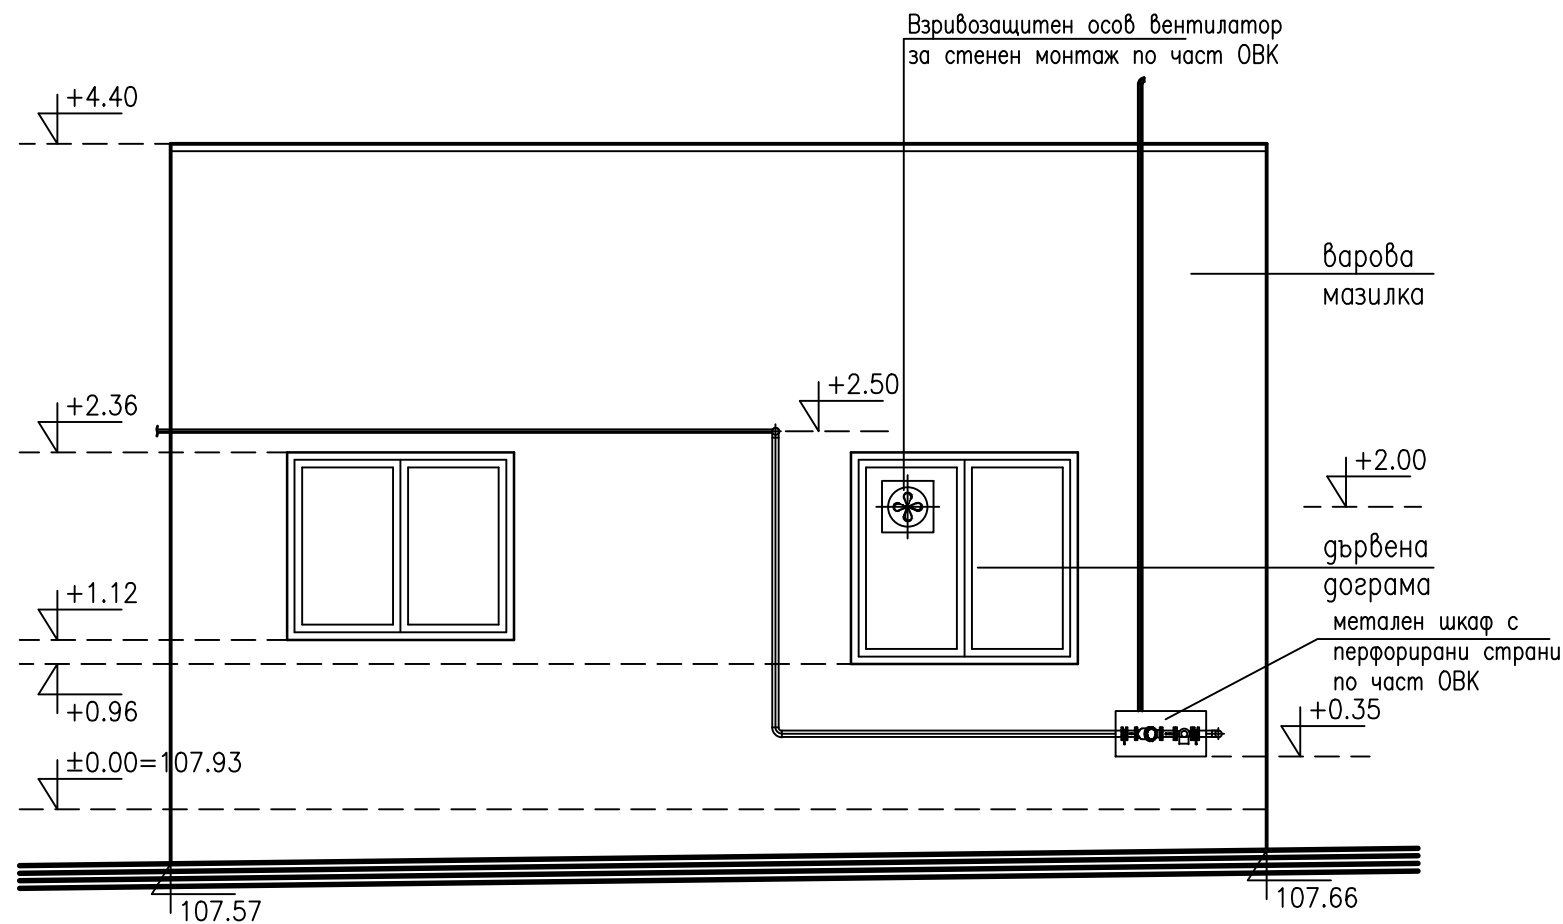 Взривозащитен осов вентилатор
за стенен монтаж по част ОВК
+4.40
варова
мазилка
+2.36
+2.50
+2.00
дървена
дограма
+1.12
метален шкаф с
перфорирани страни
по част ОВК
+0.96
+0.35
±0.00=107.93
107.57
107.66